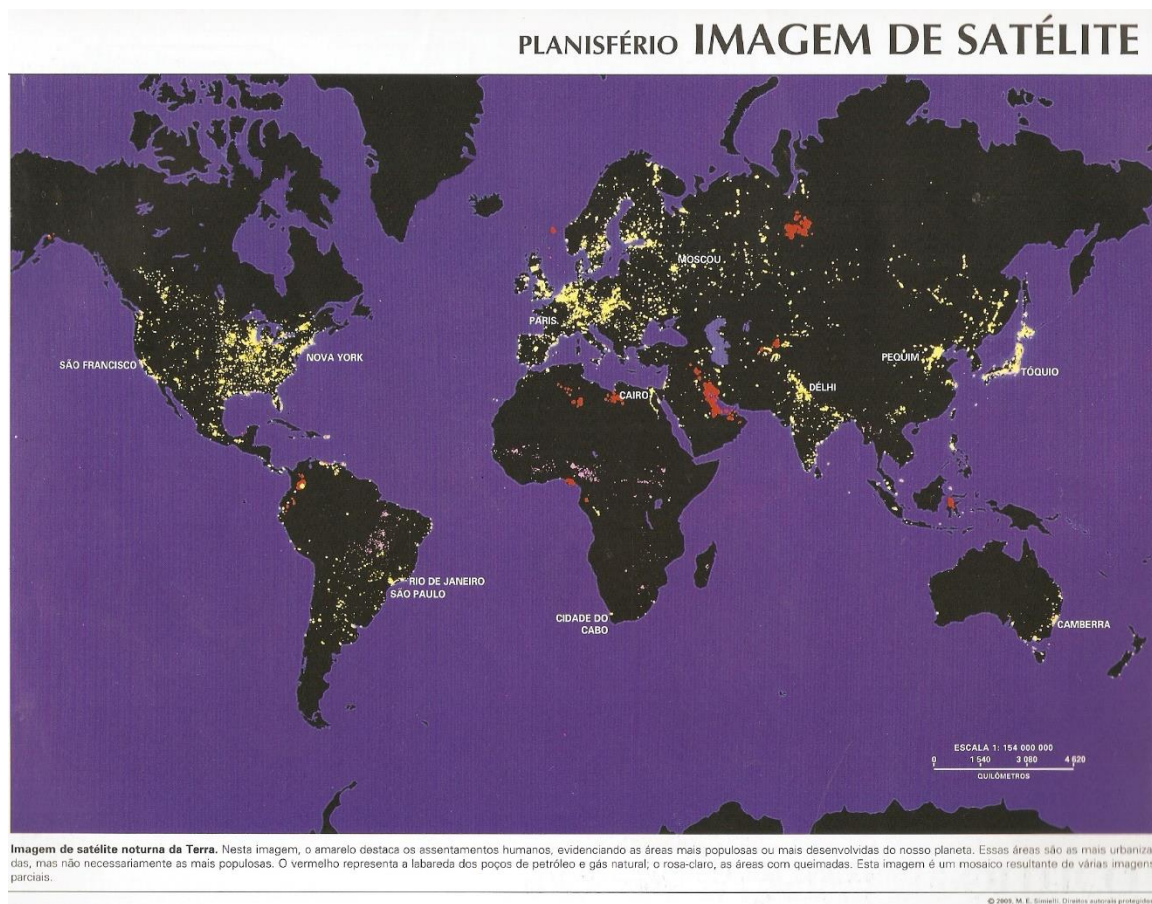 PLANISFÉRIO IMAGEM DE SATÉLITE
MOSCOU
PARIS
SÃO FRANCISCO
NOVA YORK
CAIRO
PEQUIM
TÓQUIO
DÉLHI
RIO DE JANEIRO
SÃO PAULO
CIDADE DO
CABO
CAMBERRA
ESCALA 1: 154 000 000
0 1 540 3 080 4 620
QUILÔMETROS
Imagem de satélite noturna da Terra. Nesta imagem, o amarelo destaca os assentamentos humanos, evidenciando as áreas mais populosas ou mais desenvolvidas do nosso planeta. Essas áreas são as mais urbaniza-
das, mas não necessariamente as mais populosas. O vermelho representa a labareda dos poços de petróleo e gás natural; o rosa-claro, as áreas com queimadas. Esta imagem é um mosaico resultante de várias imagens
parciais.
© 2009, M. E. Simielli. Direitos autorais protegidos